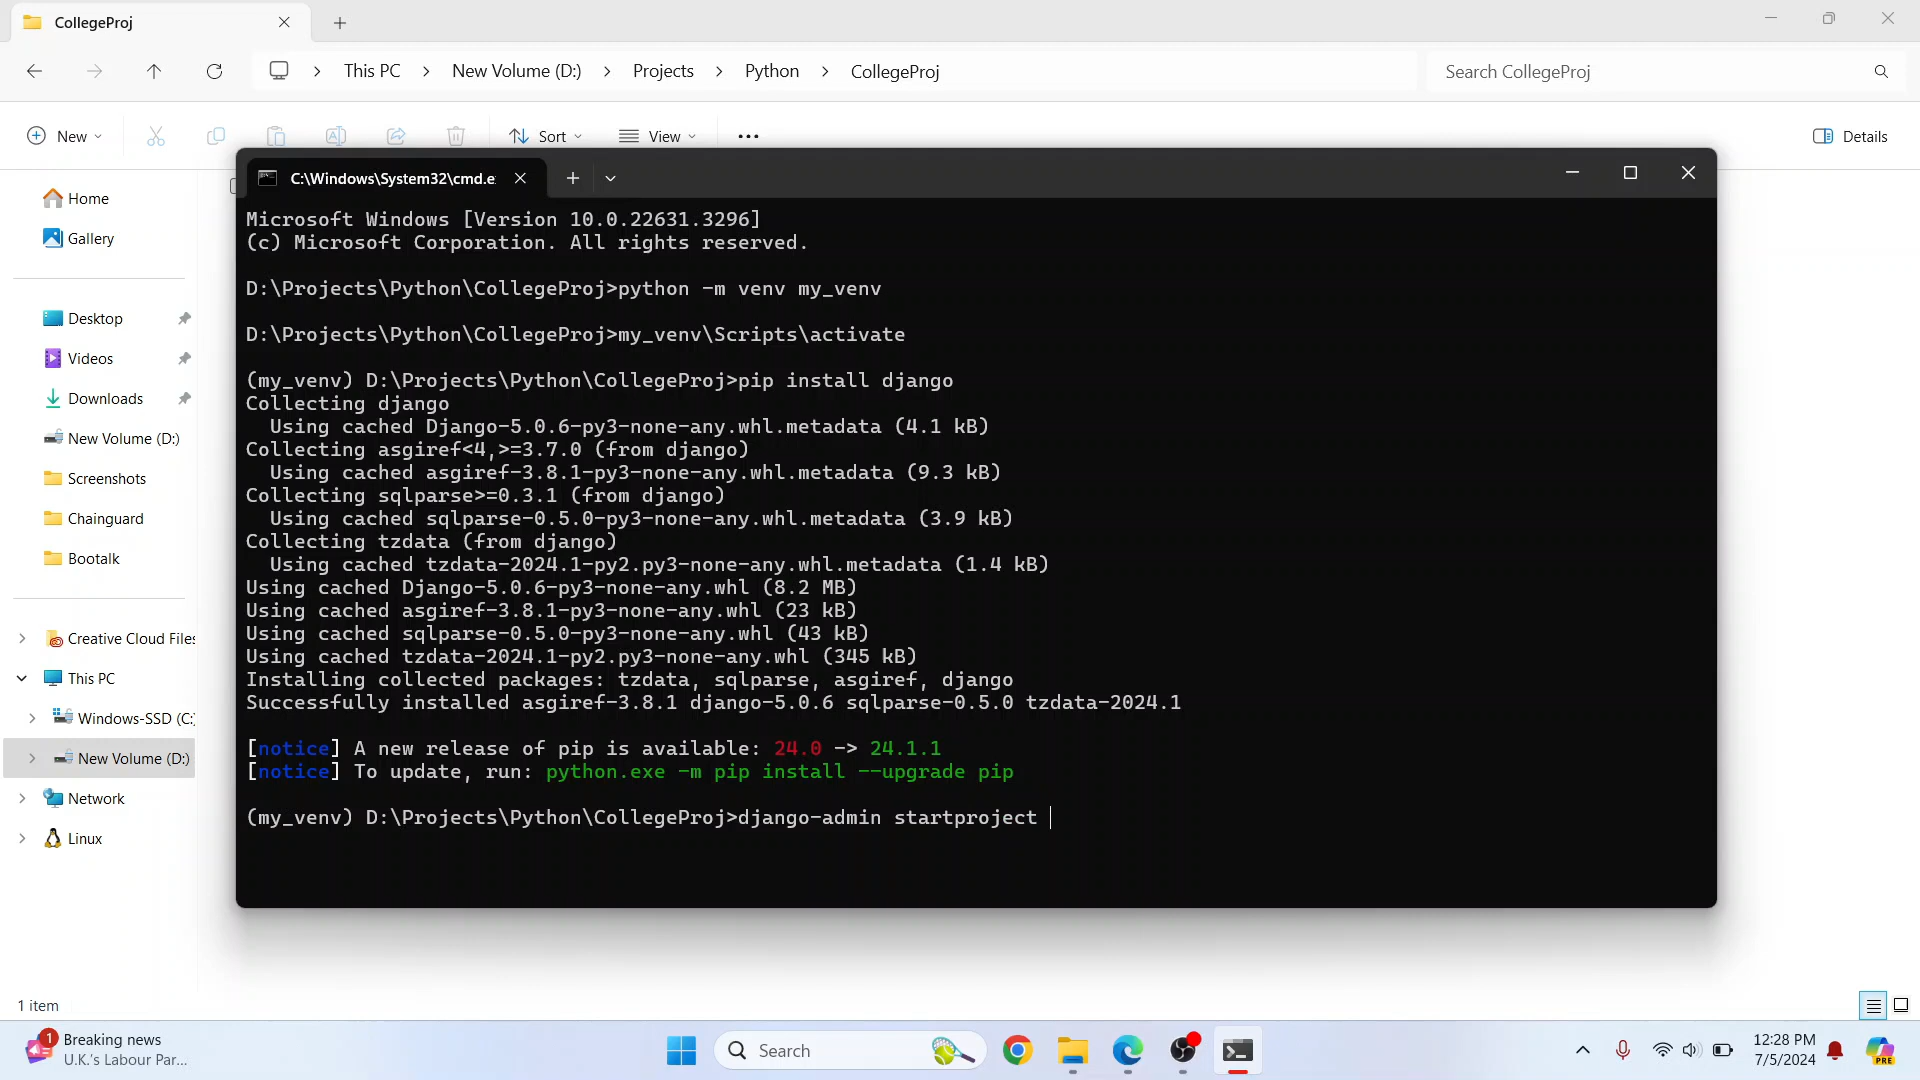 CollegeProj
This PC
New Volume (D:)
Projects
Python
CollegeProj
Search CollegeProj
New
Sort
View
Details
Home
Gallery
Desktop
Videos
Downloads
New Volume (D:)
Screenshots
Chainguard
Bootalk
Creative Cloud Files
This PC
Windows-SSD (C:)
New Volume (D:)
Network
Linux
1 item
C:\Windows\System32\cmd.e
Microsoft Windows [Version 10.0.22631.3296]
(c) Microsoft Corporation. All rights reserved.
D:\Projects\Python\CollegeProj>python -m venv my_venv
D:\Projects\Python\CollegeProj>my_venv\Scripts\activate
(my_venv) D:\Projects\Python\CollegeProj>pip install django
Collecting django
Using cached Django-5.0.6-py3-none-any.whl.metadata (4.1 kB)
Collecting asgiref<4,>=3.7.0 (from django)
Using cached asgiref-3.8.1-py3-none-any.whl.metadata (9.3 kB)
Collecting sqlparse>=0.3.1 (from django)
Using cached sqlparse-0.5.0-py3-none-any.whl.metadata (3.9 kB)
Collecting tzdata (from django)
Using cached tzdata-2024.1-py2.py3-none-any.whl.metadata (1.4 kB)
Using cached Django-5.0.6-py3-none-any.whl (8.2 MB)
Using cached asgiref-3.8.1-py3-none-any.whl (23 kB)
Using cached sqlparse-0.5.0-py3-none-any.whl (43 kB)
Using cached tzdata-2024.1-py2.py3-none-any.whl (345 kB)
Installing collected packages: tzdata, sqlparse, asgiref, django
Successfully installed asgiref-3.8.1 django-5.0.6 sqlparse-0.5.0 tzdata-2024.1
[notice] A new release of pip is available: 24.0 -> 24.1.1
[notice] To update, run: python.exe -m pip install --upgrade pip
(my_venv) D:\Projects\Python\CollegeProj>django-admin startproject
1
Breaking news
U.K.'s Labour Par...
Search
12:28 PM
7/5/2024
PRE